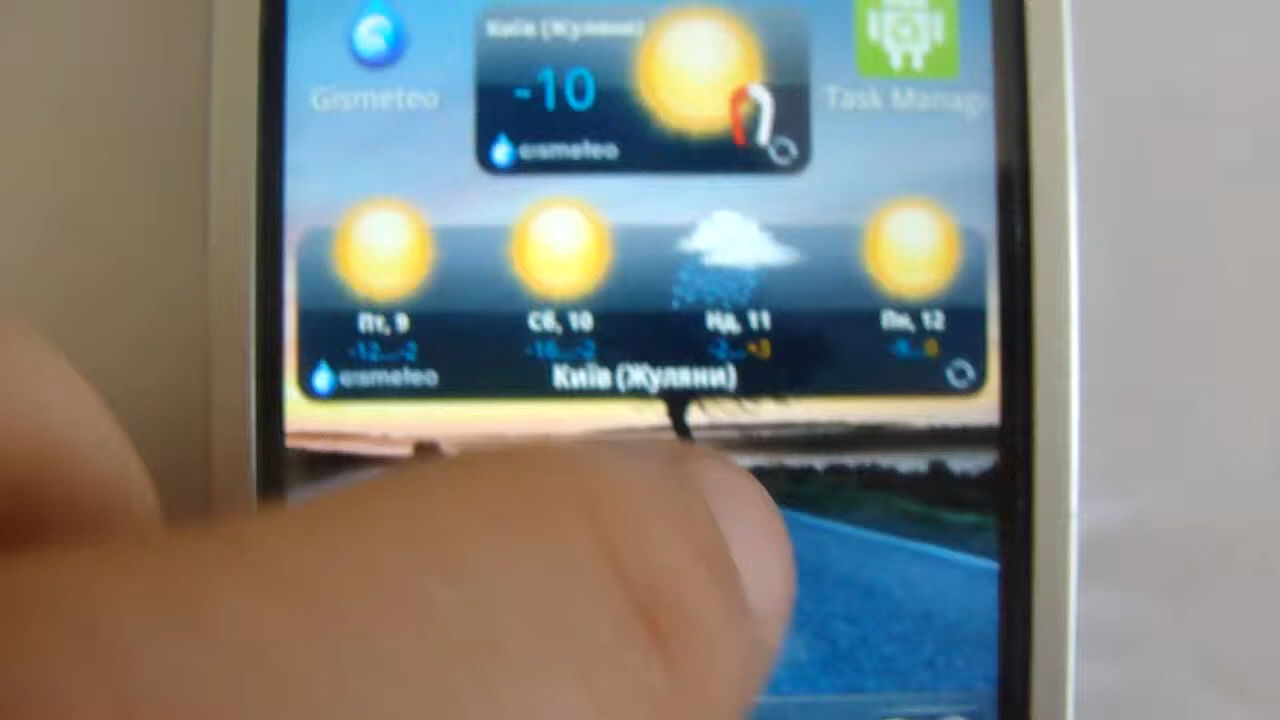 Київ (Жуляни)
-10
Gismeteo
Task Manag
GISMETEO
Пт, 9
Сб, 10
Нд, 11
Пн, 12
-12...-2
GISMETEO
Київ (Жуляни)